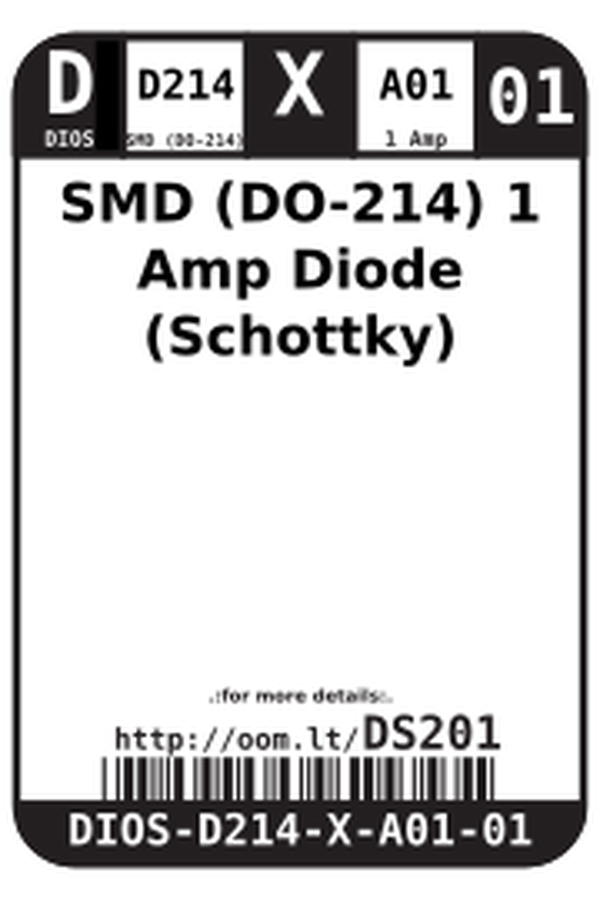 D D214 X A01 01
DIOS SMD (DO-214) 1 Amp
SMD (DO-214) 1
Amp Diode
(Schottky)
.:for more details:.
http://oom.lt/DS201
DIOS-D214-X-A01-01